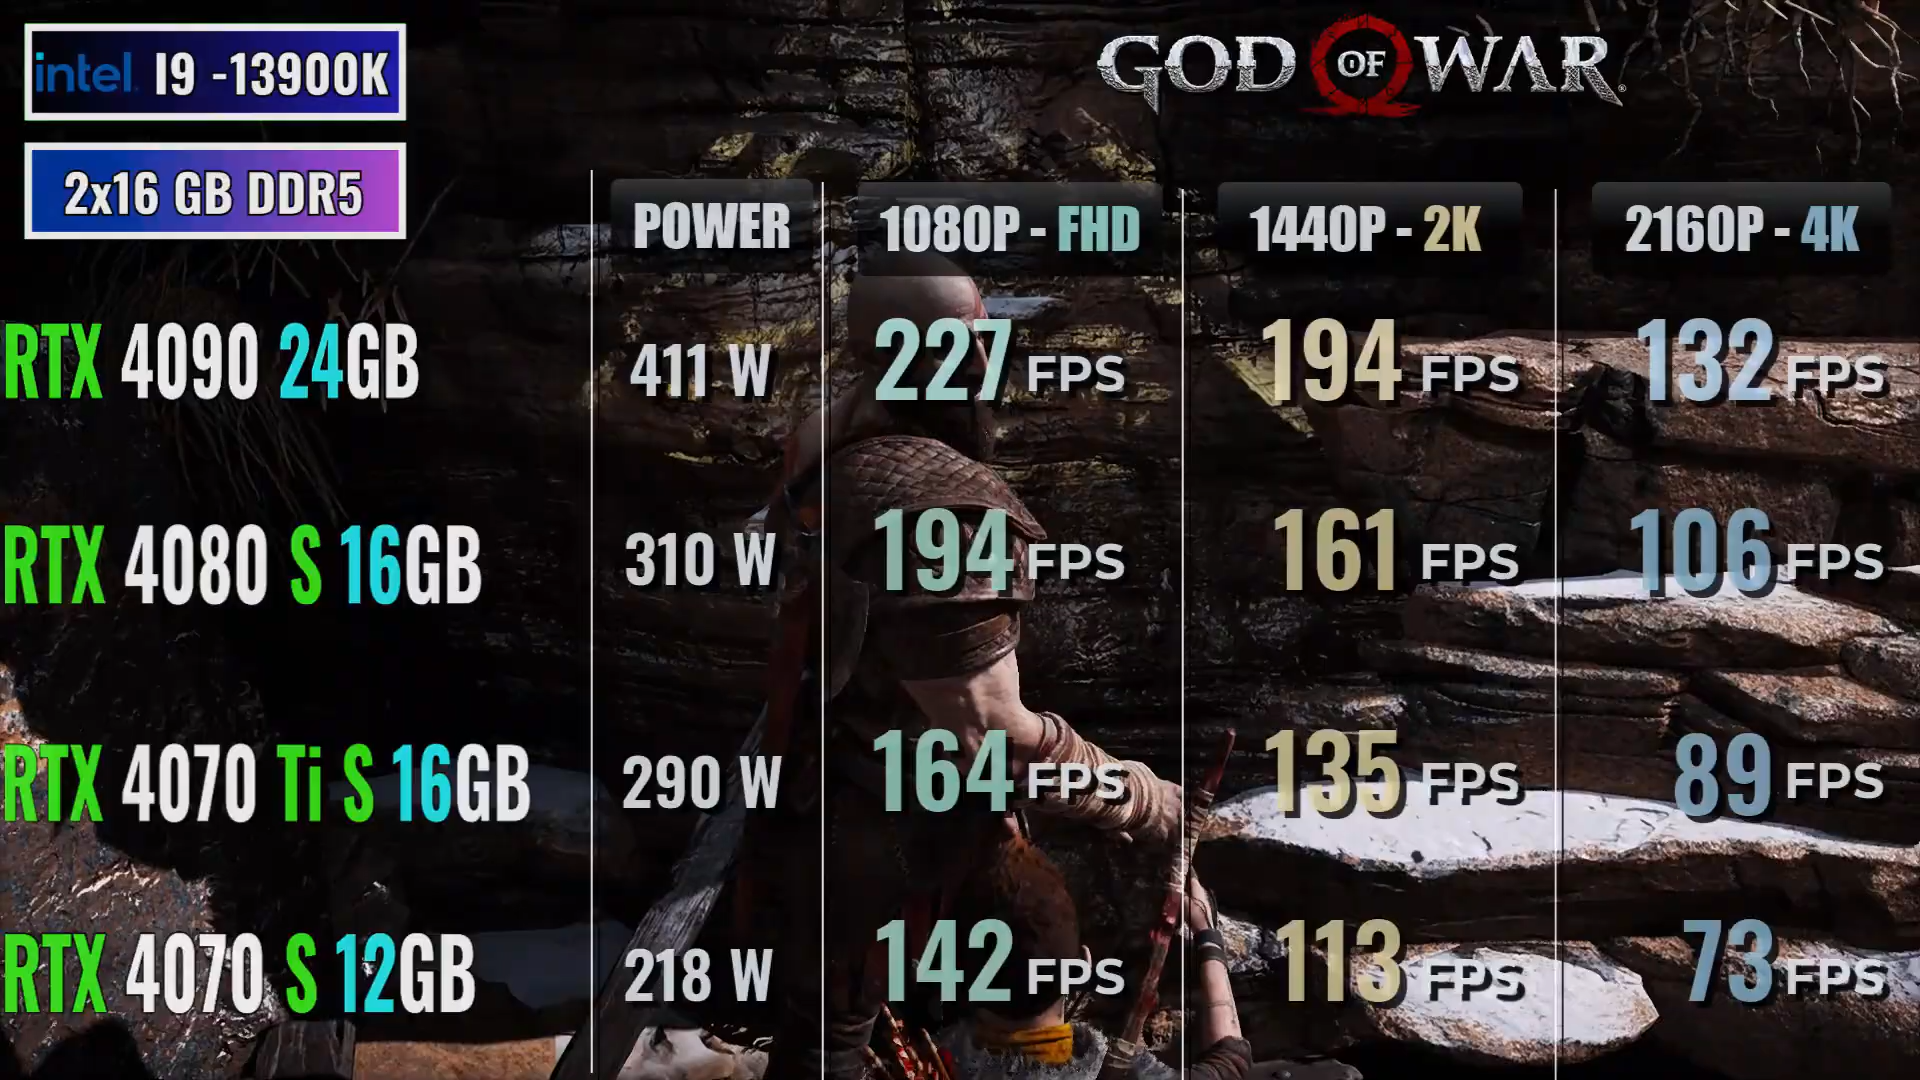 intel I9 -13900K
GOD OF WAR
2x16 GB DDR5
POWER 1080P - FHD 1440P - 2K 2160P - 4K
RTX 4090 24GB 411 W 227 FPS 194 FPS 132 FPS
RTX 4080 S 16GB 310 W 194 FPS 161 FPS 106 FPS
RTX 4070 Ti S 16GB 290 W 164 FPS 135 FPS 89 FPS
RTX 4070 S 12GB 218 W 142 FPS 113 FPS 73 FPS